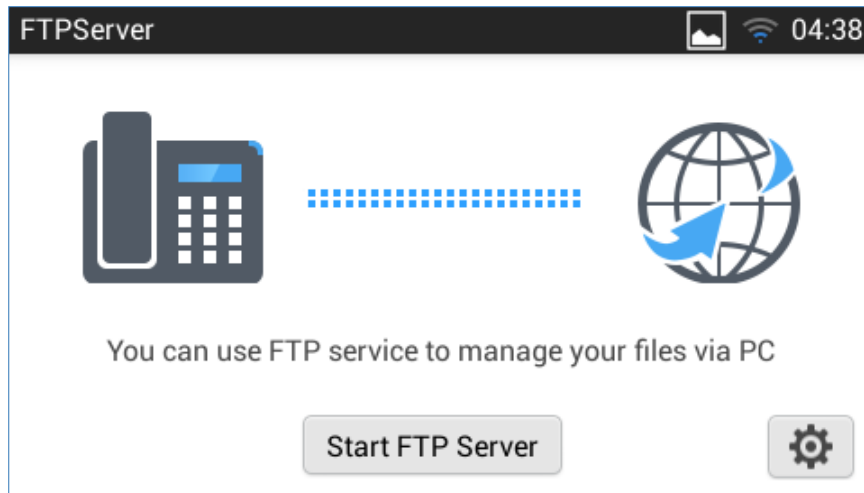 FTPServer
04:38
You can use FTP service to manage your files via PC
Start FTP Server